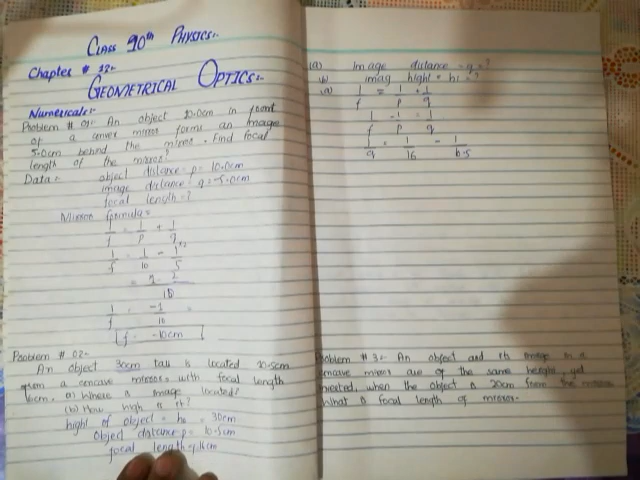 CLASS 10th PHYSICS:-
Chapter # 12:-
GEOMETRICAL OPTICS:-
Numericals:-
Problem # 01:- An object 10.0cm in front
of a convex mirror forms an image
5.0cm behind the mirror. Find focal
length of the mirror?
Data:- object distance = p = 10.0cm
image distance = q = -5.0cm
focal length = ?
Mirror formula:
1/f = 1/p + 1/q
1/f = 1/10 - 1/5
10
1/f = -1/10
f = -10cm
Problem # 02:-
An object 30cm tall is located 10.5cm
from a concave mirror with focal length
16cm. (a) Where is image located?
(b) How high is it?
hight of object = ho = 30cm
object distance p = 10.5cm
focal length =
(a) Image distance = q = ?
(b) imag hight = hi = ?
(a) 1/f = 1/p + 1/q
1/f - 1/p = 1/q
1/q = 1/16 -
Problem # 3:- An object and its image in a
concave mirror are of the same height, yet
inverted, when the object is 20cm from the mirror.
What is focal length of mirror.